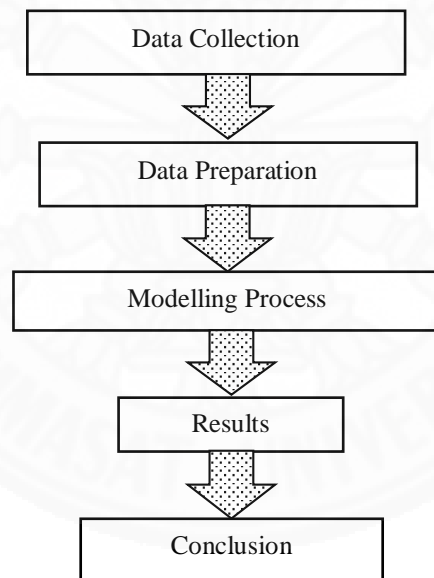 Data Collection
Data Preparation
Modelling Process
Results
Conclusion